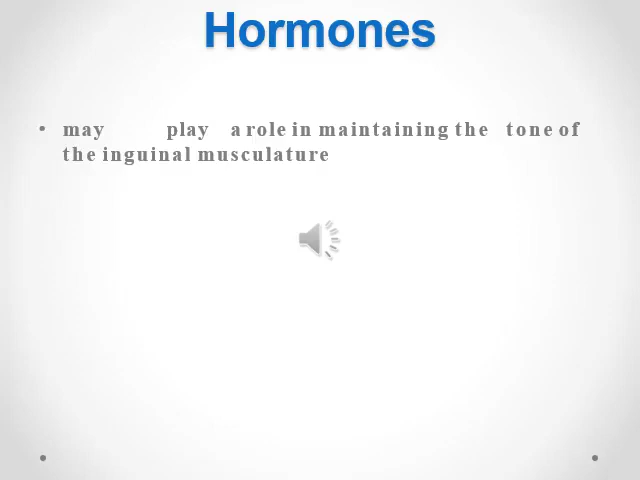 Hormones
• may play a role in maintaining the tone of
the inguinal musculature